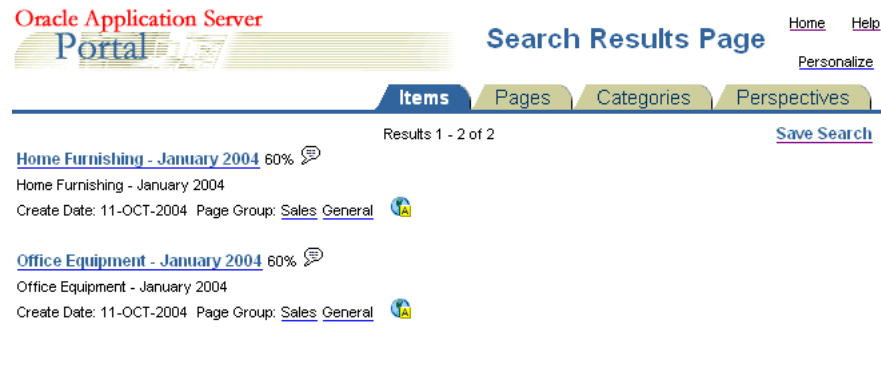 Oracle Application Server
Portal
Search Results Page
Home Help
Personalize
Items Pages Categories Perspectives
Results 1 - 2 of 2 Save Search
Home Furnishing - January 2004 60%
Home Furnishing - January 2004
Create Date: 11-OCT-2004 Page Group: Sales General
Office Equipment - January 2004 60%
Office Equipment - January 2004
Create Date: 11-OCT-2004 Page Group: Sales General